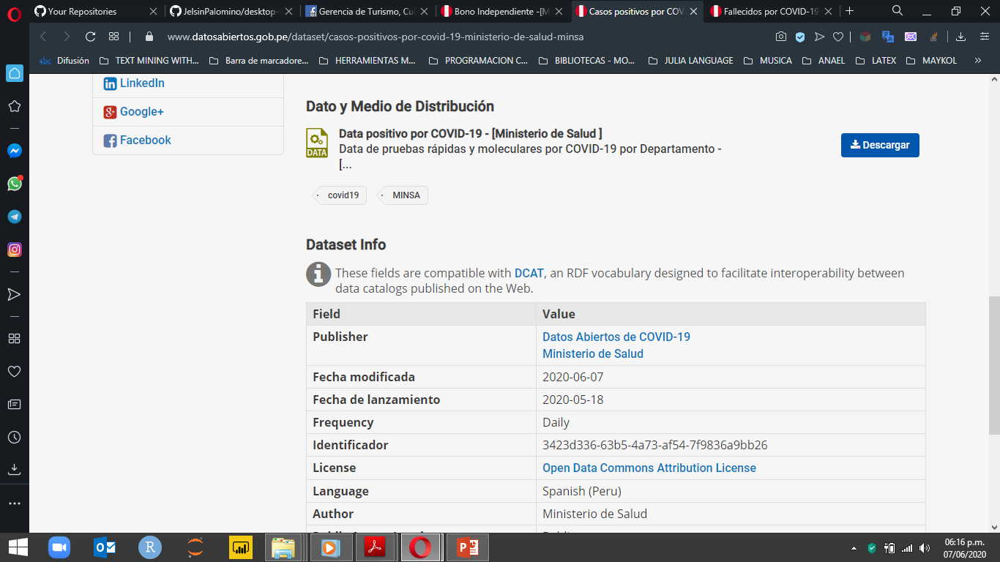 Your Repositories
JelsinPalomino/desktop-
Gerencia de Turismo, Cu
Bono Independiente -[M
Casos positivos por COV
Fallecidos por COVID-19
www.datosabiertos.gob.pe/dataset/casos-positivos-por-covid-19-ministerio-de-salud-minsa
abc Difusión
TEXT MINING WITH...
Barra de marcadore...
HERRAMIENTAS M...
PROGRAMACION C...
BIBLIOTECAS - MO...
JULIA LANGUAGE
MUSICA
ANAEL
LATEX
MAYKOL
»
LinkedIn
Google+
Facebook
Dato y Medio de Distribución
DATA
Data positivo por COVID-19 - [Ministerio de Salud ]
Data de pruebas rápidas y moleculares por COVID-19 por Departamento -
[...
Descargar
covid19
MINSA
Dataset Info
These fields are compatible with DCAT, an RDF vocabulary designed to facilitate interoperability between
data catalogs published on the Web.
Field Value
Publisher Datos Abiertos de COVID-19
Ministerio de Salud
Fecha modificada 2020-06-07
Fecha de lanzamiento 2020-05-18
Frequency Daily
Identificador 3423d336-63b5-4a73-af54-7f9836a9bb26
License Open Data Commons Attribution License
Language Spanish (Peru)
Author Ministerio de Salud
06:16 p.m.
07/06/2020